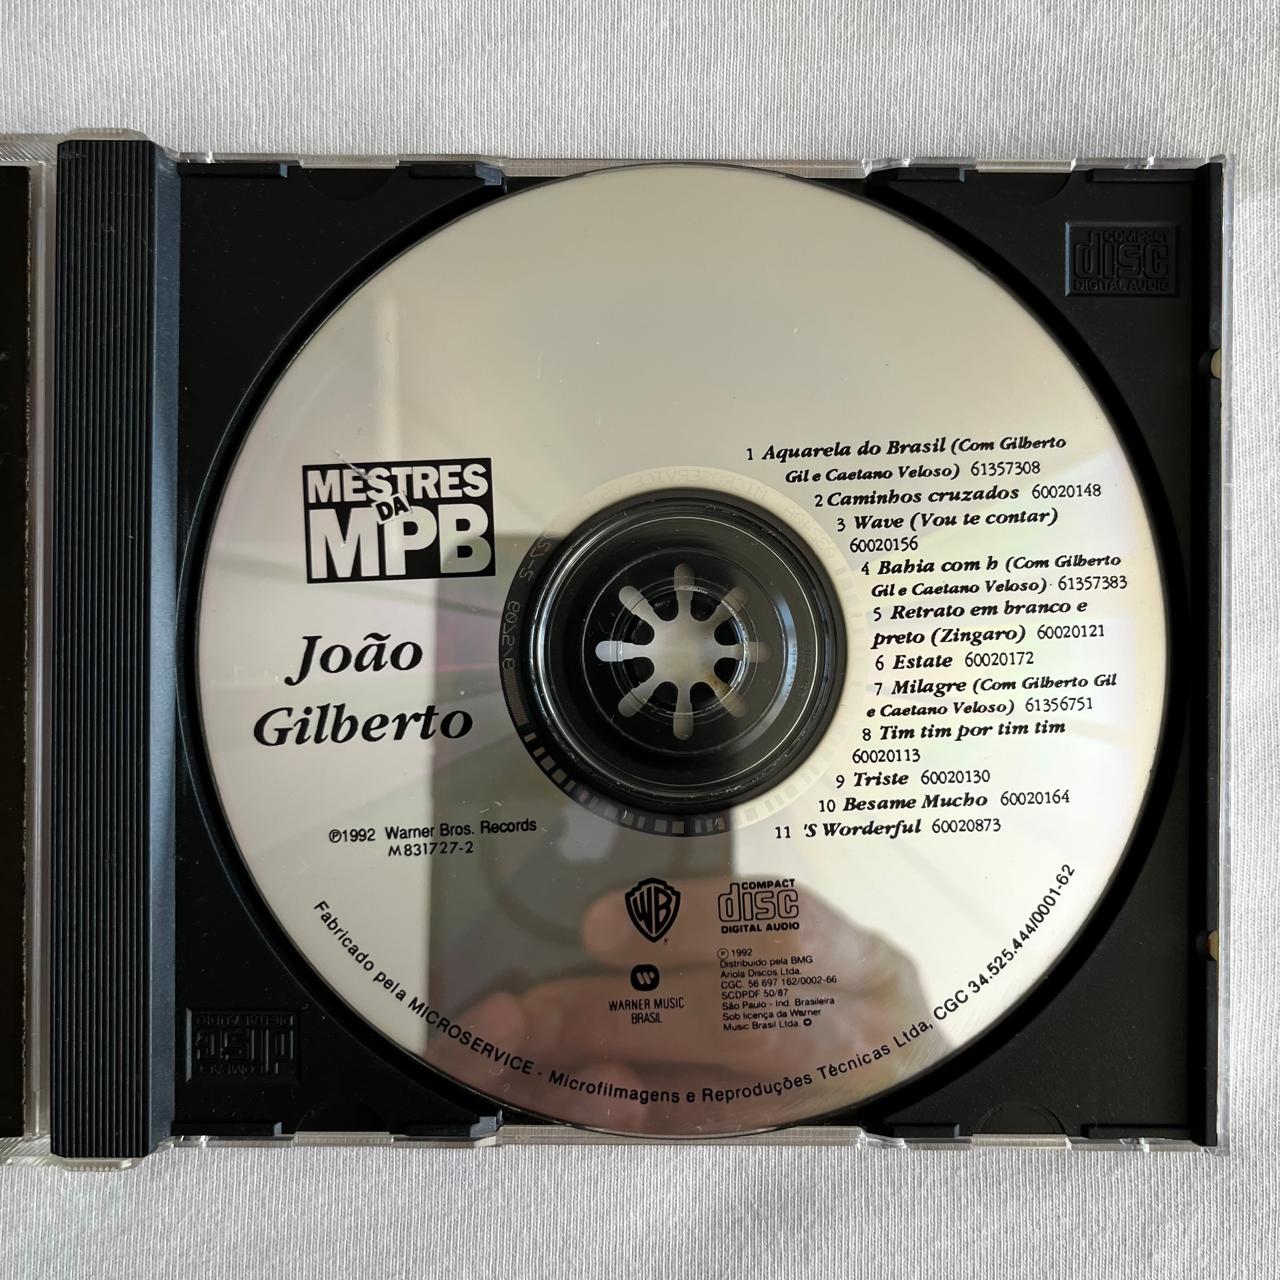 COMPACT
disc
DIGITAL AUDIO
MESTRES
DA
MPB
João
Gilberto
℗1992 Warner Bros. Records
M831727-2
1 Aquarela do Brasil (Com Gilberto
Gil e Caetano Veloso) 61357308
2 Caminhos cruzados 60020148
3 Wave (Vou te contar)
60020156
4 Bahia com h (Com Gilberto
Gil e Caetano Veloso) 61357383
5 Retrato em branco e
preto (Zingaro) 60020121
6 Estate 60020172
7 Milagre (Com Gilberto Gil
e Caetano Veloso) 61356751
8 Tim tim por tim tim
60020113
9 Triste 60020130
10 Besame Mucho 60020164
11 'S Worderful 60020873
WB
WARNER MUSIC
BRASIL
COMPACT
disc
DIGITAL AUDIO
℗ 1992
Distribuido pela BMG
Ariola Discos Ltda.
CGC. 56 697 162/0002-66
SCDPDF 50/87
São Paulo - Ind. Brasileira
Sob licença da Warner
Music Brasil Ltda.
Fabricado pela MICROSERVICE - Microfilmagens e Reproduções Técnicas Ltda, CGC 34.525.444/0001-62
COMPACT
disc
DIGITAL AUDIO